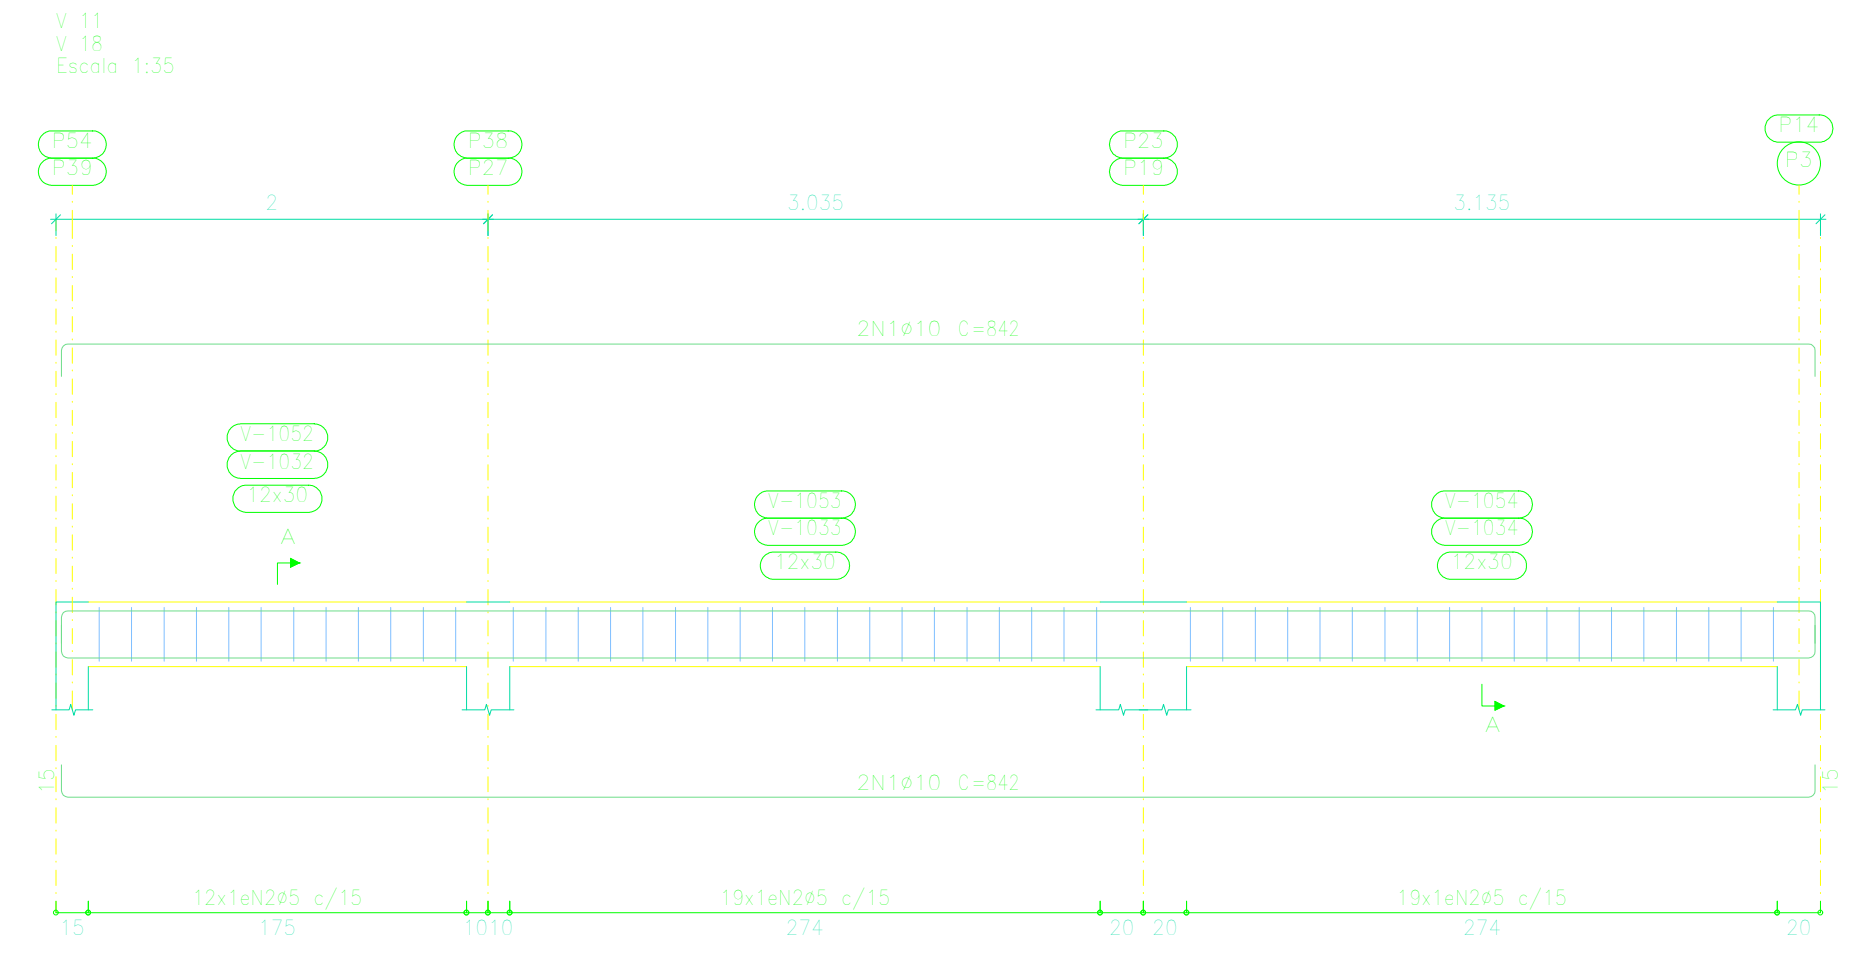 V 11
V 18
Escala 1:35
P54
P39
P38
P27
P23
P19
P14
P3
2
3.035
3.135
2N1ø10 C=842
V-1052
V-1032
12x30
V-1053
V-1033
12x30
V-1054
V-1034
12x30
A
A
15
2N1ø10 C=842
15
12x1eN2ø5 c/15
19x1eN2ø5 c/15
19x1eN2ø5 c/15
15
175
1010
274
20
20
274
20